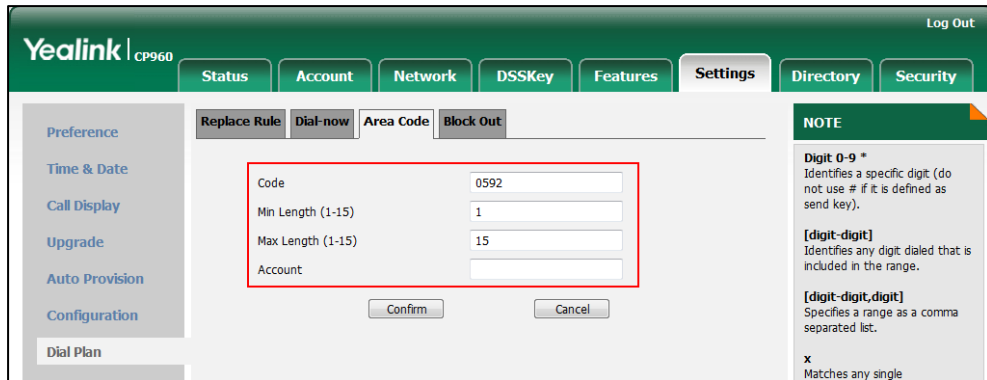 Log Out
Yealink | CP960
Status Account Network DSSKey Features Settings Directory Security
Preference
Time & Date
Call Display
Upgrade
Auto Provision
Configuration
Dial Plan
Replace Rule Dial-now Area Code Block Out
Code 0592
Min Length (1-15) 1
Max Length (1-15) 15
Account
Confirm Cancel
NOTE
Digit 0-9 *
Identifies a specific digit (do
not use # if it is defined as
send key).
[digit-digit]
Identifies any digit dialed that is
included in the range.
[digit-digit,digit]
Specifies a range as a comma
separated list.
x
Matches any single